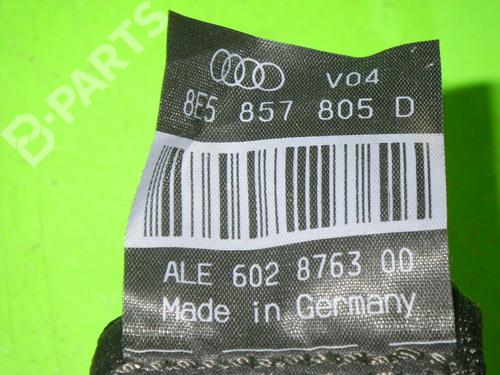 B-PARTS
V04
8E5 857 805 D
ALE 602 8763 00
Made in Germany